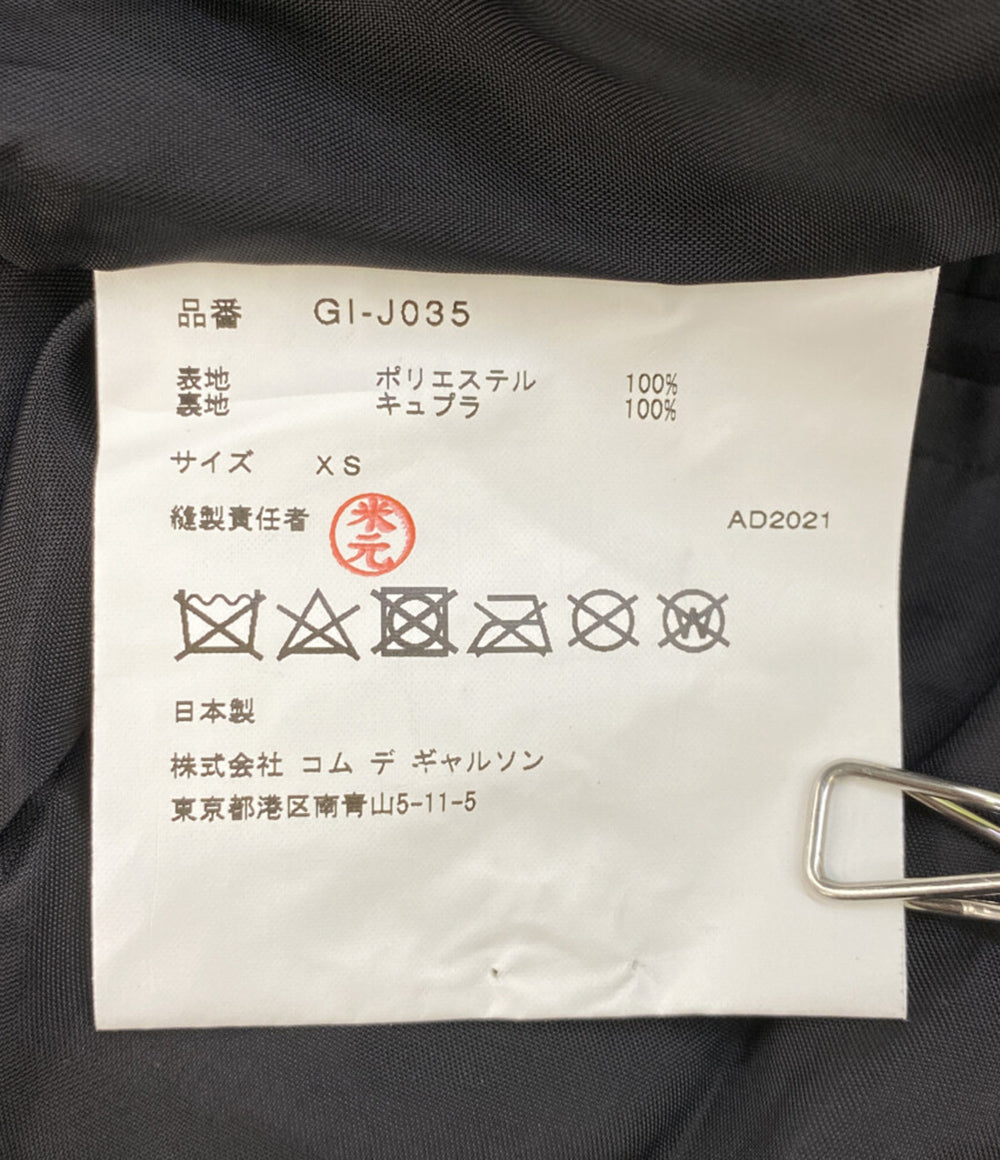 品番 GI-J035
表地 ポリエステル 100%
裏地 キュプラ 100%
サイズ XS
縫製責任者 米元 AD2021
W
日本製
株式会社 コム デ ギャルソン
東京都港区南青山5-11-5